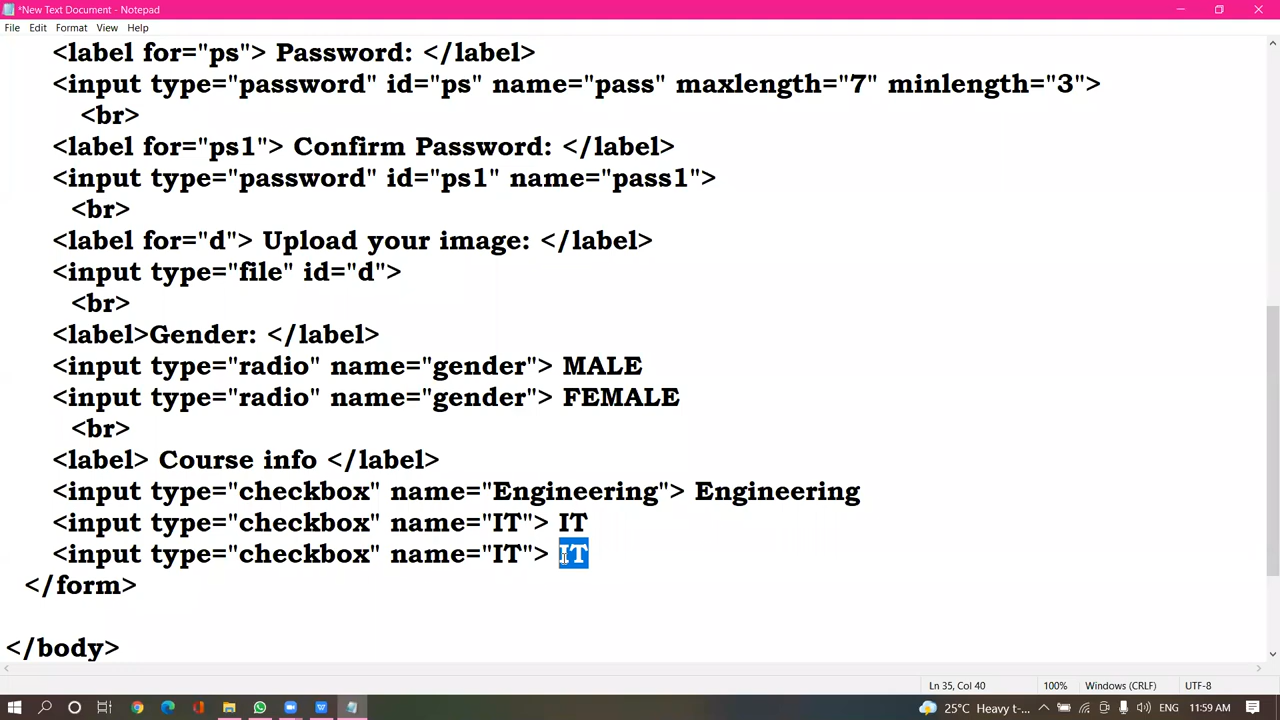 *New Text Document - Notepad
File Edit Format View Help
<label for="ps"> Password: </label>
<input type="password" id="ps" name="pass" maxlength="7" minlength="3">
<br>
<label for="ps1"> Confirm Password: </label>
<input type="password" id="ps1" name="pass1">
<br>
<label for="d"> Upload your image: </label>
<input type="file" id="d">
<br>
<label>Gender: </label>
<input type="radio" name="gender"> MALE
<input type="radio" name="gender"> FEMALE
<br>
<label> Course info </label>
<input type="checkbox" name="Engineering"> Engineering
<input type="checkbox" name="IT"> IT
<input type="checkbox" name="IT"> IT
</form>
</body>
Ln 35, Col 40 100% Windows (CRLF) UTF-8
25°C Heavy t-... ENG 11:59 AM